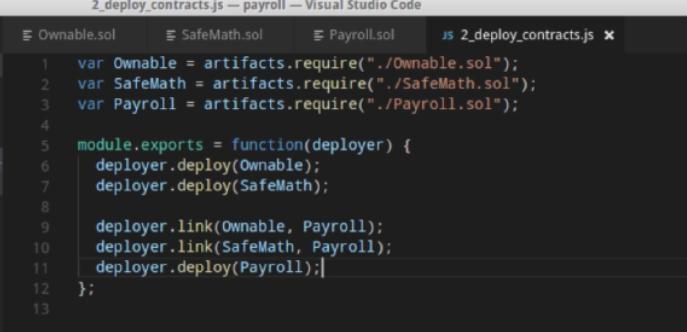 2_deploy_contracts.js — payroll — Visual Studio Code
Ownable.sol SafeMath.sol Payroll.sol JS 2_deploy_contracts.js ×
1 var Ownable = artifacts.require("./Ownable.sol");
2 var SafeMath = artifacts.require("./SafeMath.sol");
3 var Payroll = artifacts.require("./Payroll.sol");
4
5 module.exports = function(deployer) {
6 deployer.deploy(Ownable);
7 deployer.deploy(SafeMath);
8
9 deployer.link(Ownable, Payroll);
10 deployer.link(SafeMath, Payroll);
11 deployer.deploy(Payroll);
12 };
13